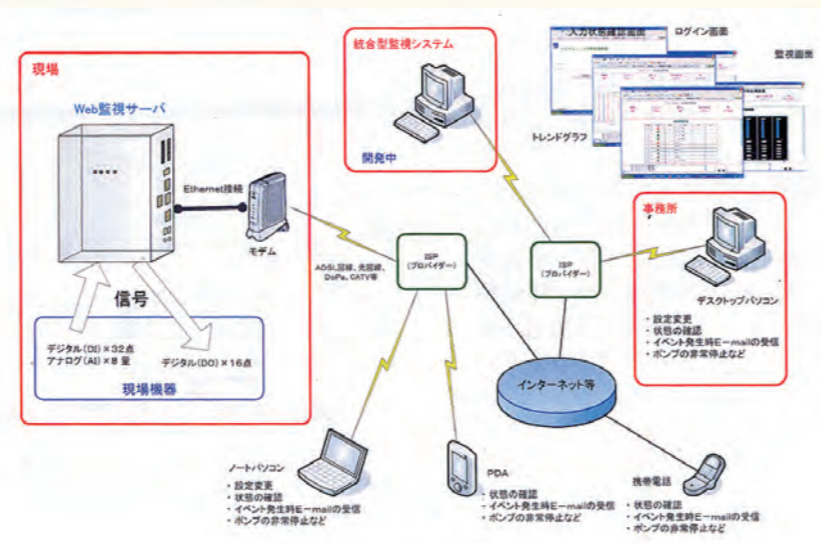 現場
Web監視サーバ
Ethernet接続
モデム
信号
デジタル(DI)×32点
アナログ(AI)×8量
デジタル(DO)×16点
現場機器
統合型監視システム
開発中
入力状態確認画面
ログイン画面
監視画面
トレンドグラフ
ADSL回線、光回線、
DoPa、CATV等
ISP
(プロバイダー)
ISP
(プロバイダー)
事務所
デスクトップパソコン
・設定変更
・状態の確認
・イベント発生時E-mailの受信
・ポンプの非常停止など
インターネット等
ノートパソコン
・設定変更
・状態の確認
・イベント発生時E-mailの受信
・ポンプの非常停止など
PDA
・状態の確認
・イベント発生時E-mailの受信
・ポンプの非常停止など
携帯電話
・状態の確認
・イベント発生時E-mailの受信
・ポンプの非常停止など